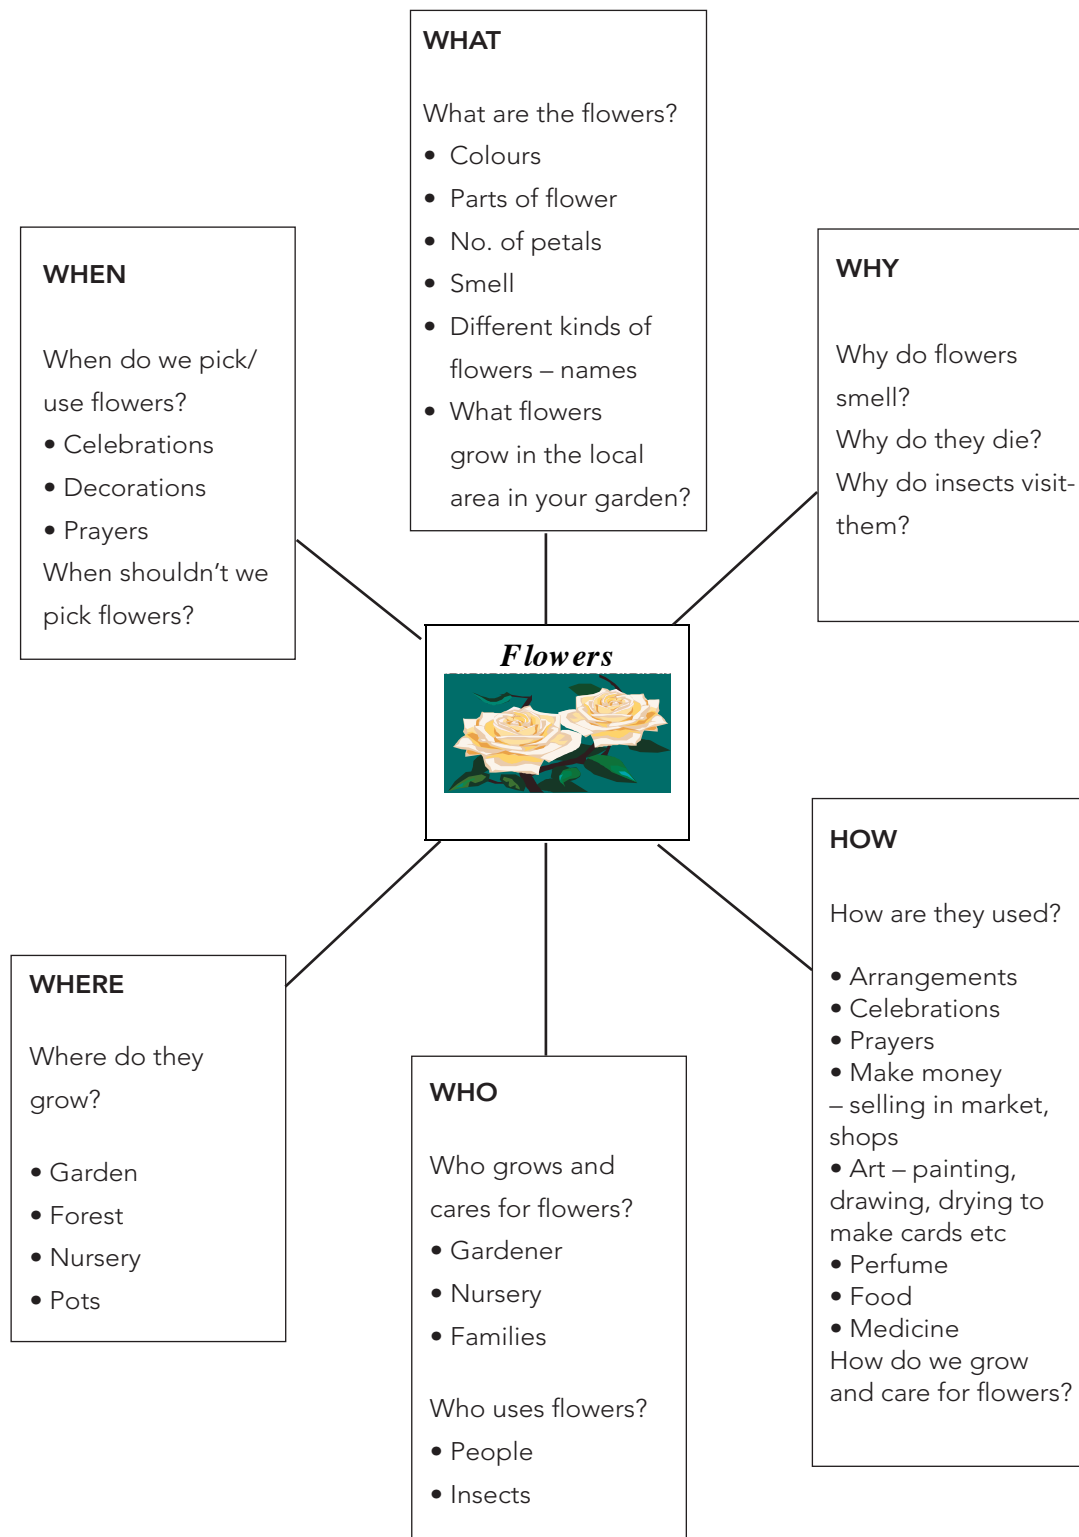 WHAT
What are the flowers?
• Colours
• Parts of flower
• No. of petals
• Smell
• Different kinds of
flowers – names
• What flowers
grow in the local
area in your garden?
WHEN
When do we pick/
use flowers?
• Celebrations
• Decorations
• Prayers
When shouldn't we
pick flowers?
WHY
Why do flowers
smell?
Why do they die?
Why do insects visit-
them?
Flowers
WHERE
Where do they
grow?
• Garden
• Forest
• Nursery
• Pots
WHO
Who grows and
cares for flowers?
• Gardener
• Nursery
• Families
Who uses flowers?
• People
• Insects
HOW
How are they used?
• Arrangements
• Celebrations
• Prayers
• Make money
– selling in market,
shops
• Art – painting,
drawing, drying to
make cards etc
• Perfume
• Food
• Medicine
How do we grow
and care for flowers?